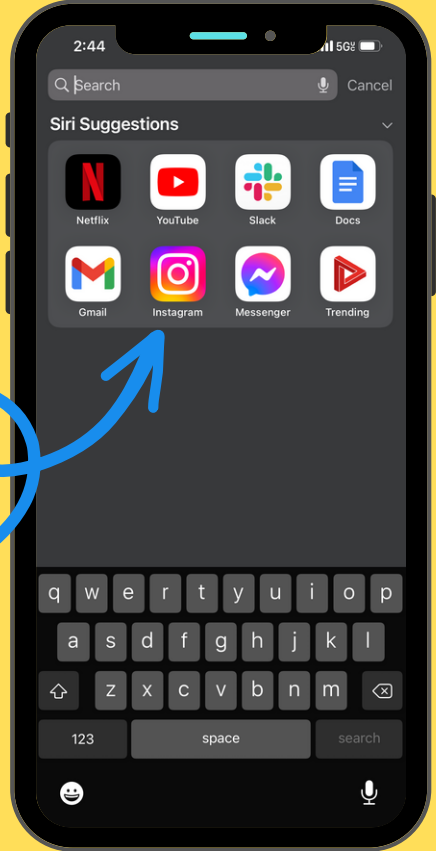 2:44 5G
Search Cancel
Siri Suggestions
Netflix YouTube Slack Docs
Gmail Instagram Messenger Trending
q w e r t y u i o p
a s d f g h j k l
z x c v b n m
123 space search